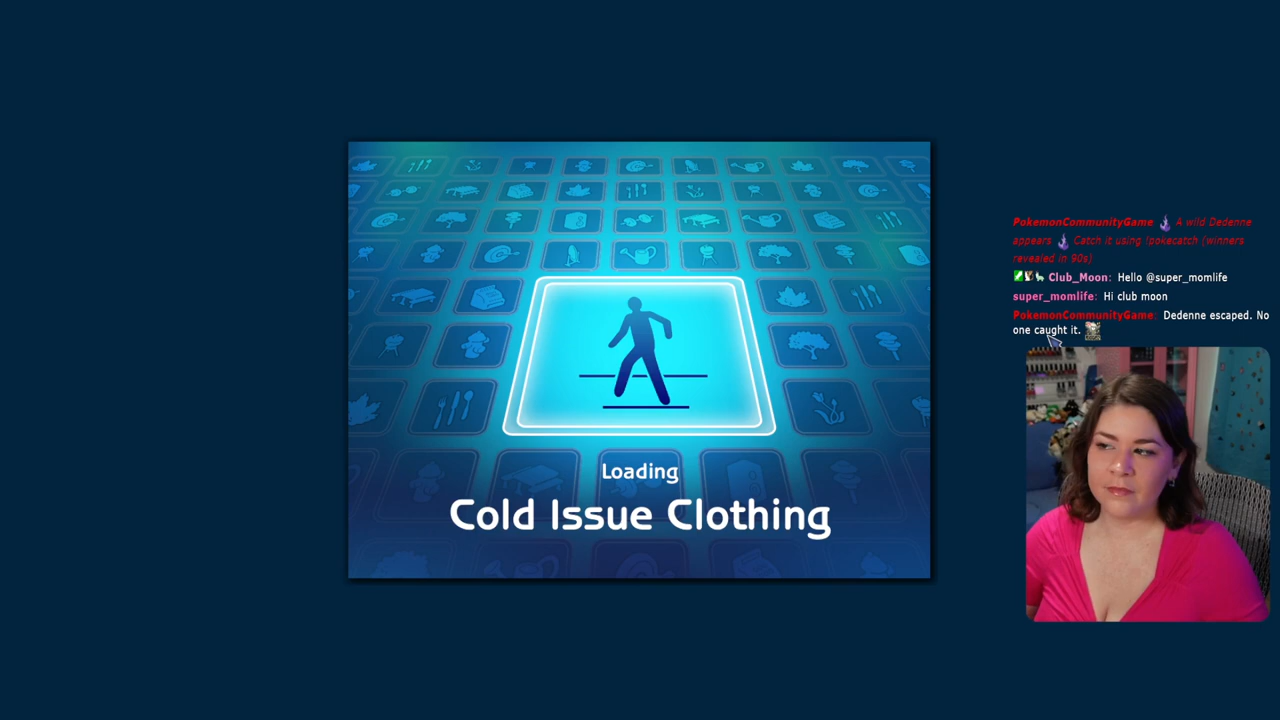 Loading
Cold Issue Clothing
PokemonCommunityGame A wild Dedenne
appears Catch it using !pokecatch (winners
revealed in 90s)
Club_Moon: Hello @super_momlife
super_momlife: Hi club moon
PokemonCommunityGame: Dedenne escaped. No
one caught it.